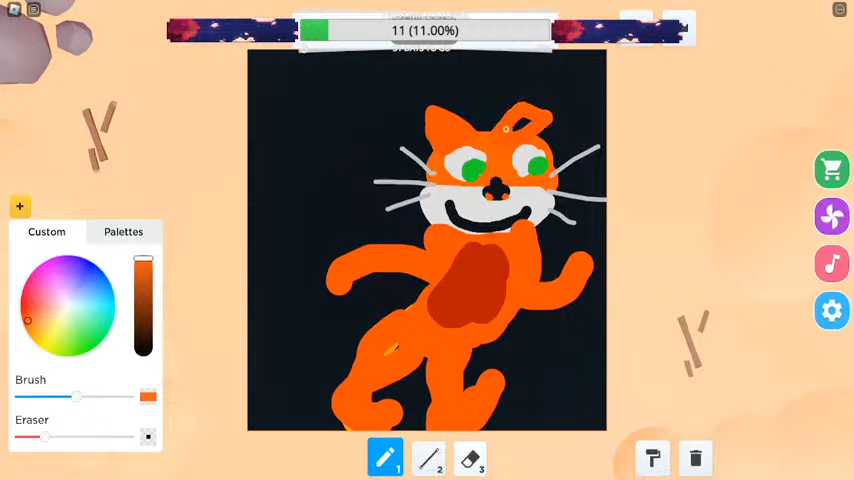 11 (11.00%)
+
Custom
Palettes
Brush
Eraser
1
2
3